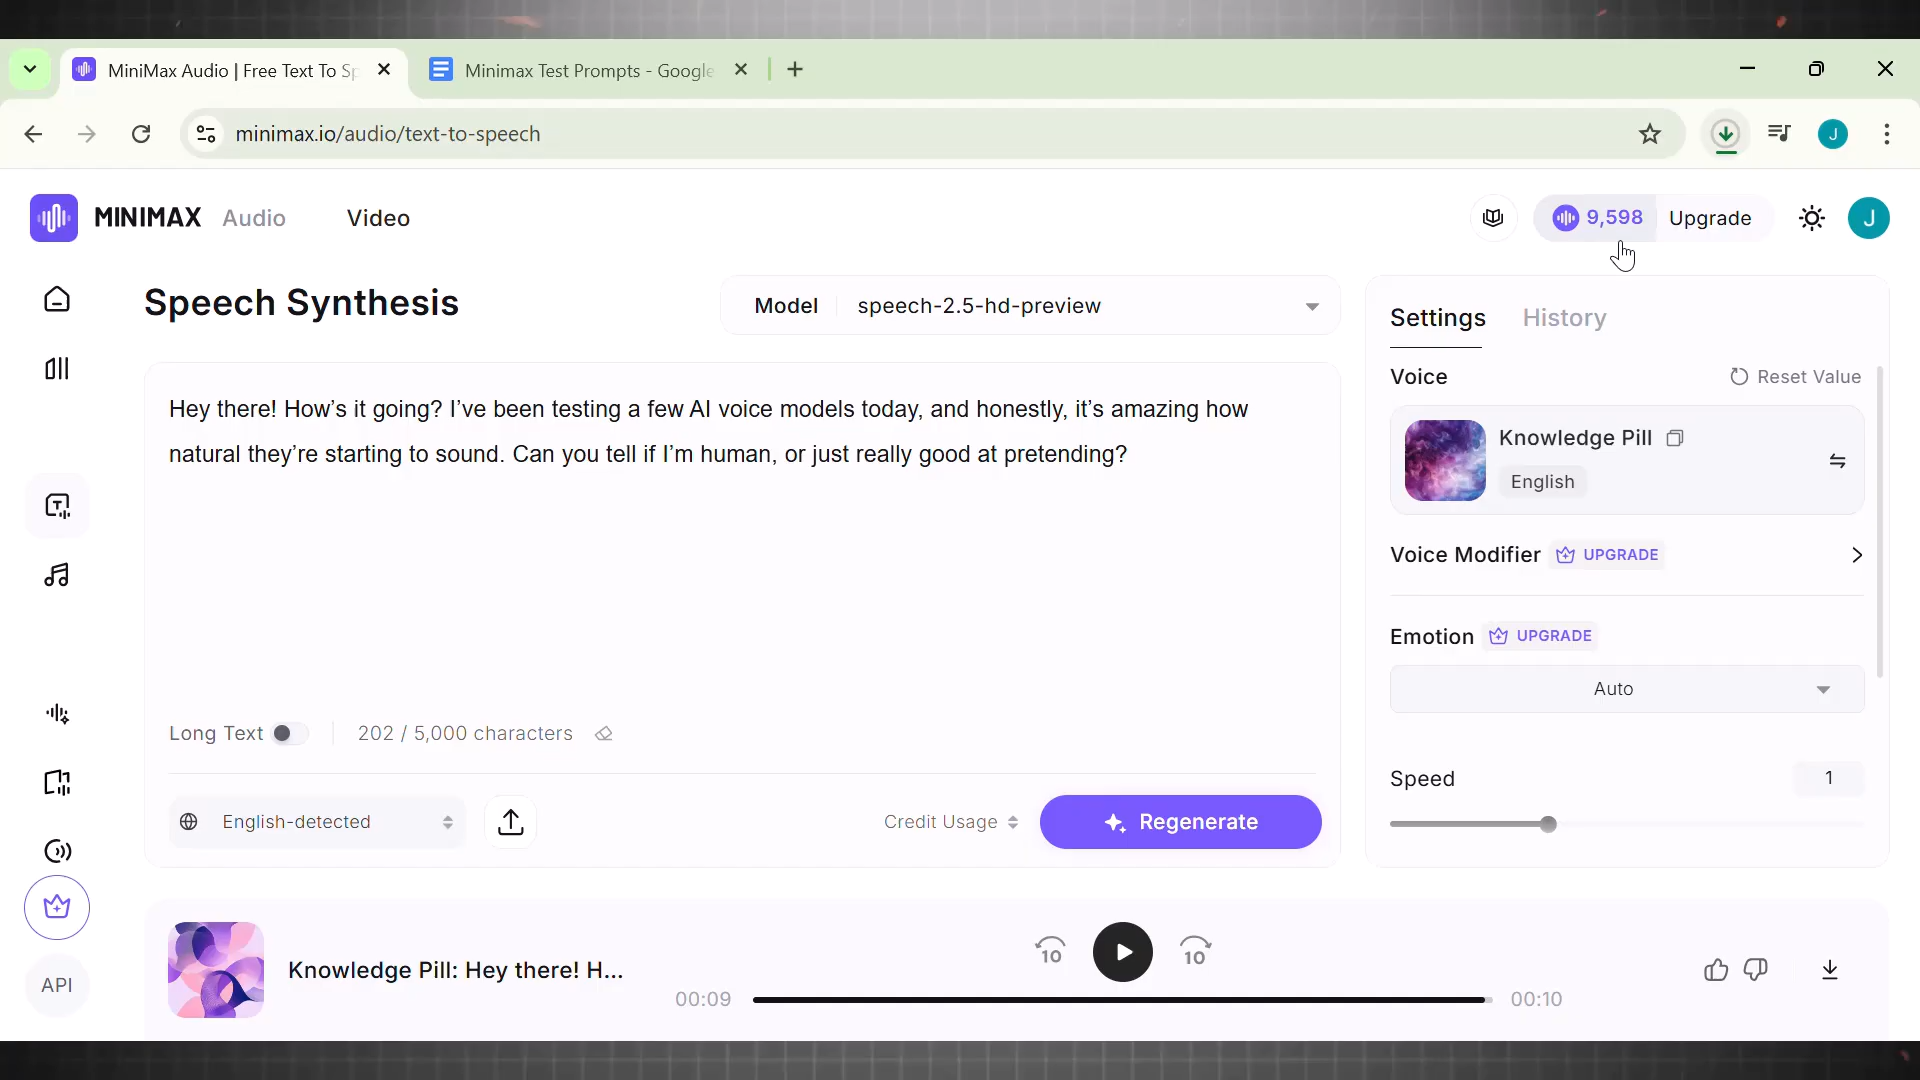 MiniMax Audio | Free Text To Sp
Minimax Test Prompts - Google
minimax.io/audio/text-to-speech
J
MINIMAX Audio Video
9,598 Upgrade
J
Speech Synthesis
Model speech-2.5-hd-preview
Settings History
Voice Reset Value
Hey there! How’s it going? I’ve been testing a few AI voice models today, and honestly, it’s amazing how
natural they’re starting to sound. Can you tell if I’m human, or just really good at pretending?
Knowledge Pill
English
Voice Modifier UPGRADE
Emotion UPGRADE
Auto
Long Text 202 / 5,000 characters
Speed 1
English-detected
Credit Usage
Regenerate
API
Knowledge Pill: Hey there! H...
10 10
00:09 00:10